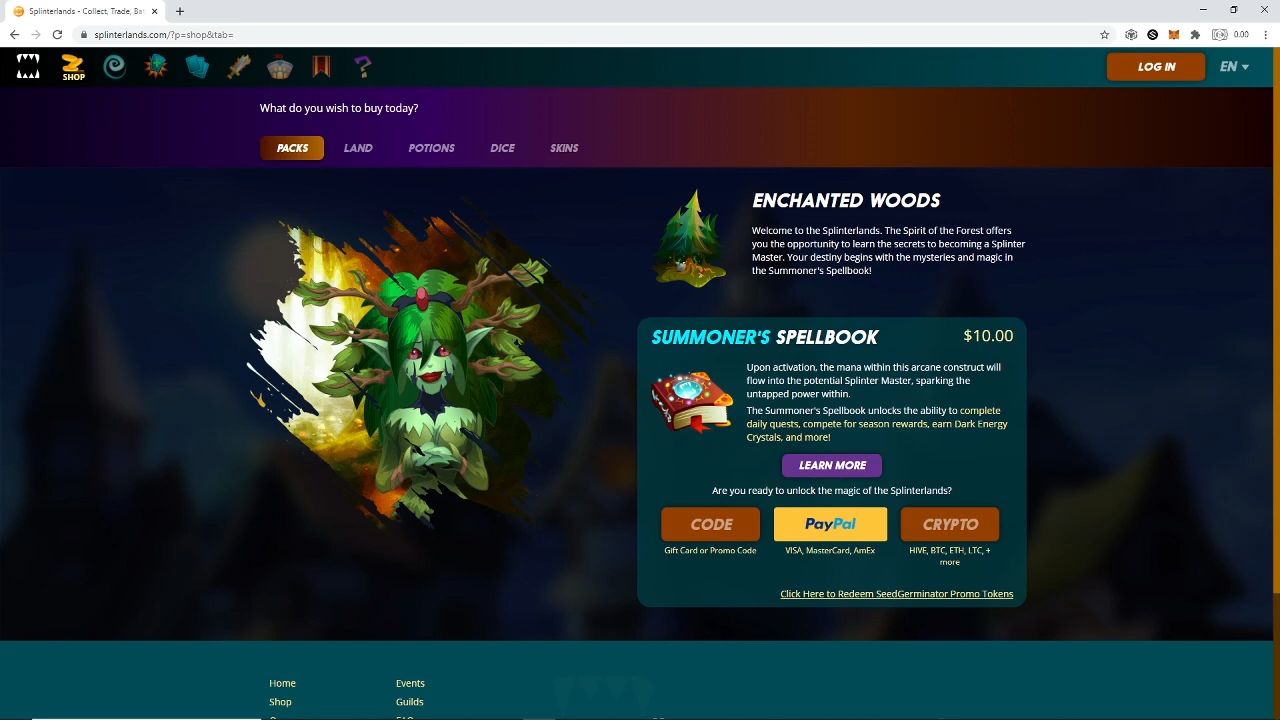 Splinterlands - Collect, Trade, Ba
splinterlands.com/?p=shop&tab=
0.00
SHOP
LOG IN
EN
What do you wish to buy today?
PACKS
LAND
POTIONS
DICE
SKINS
ENCHANTED WOODS
Welcome to the Splinterlands. The Spirit of the Forest offers
you the opportunity to learn the secrets to becoming a Splinter
Master. Your destiny begins with the mysteries and magic in
the Summoner's Spellbook!
SUMMONER'S SPELLBOOK
$10.00
Upon activation, the mana within this arcane construct will
flow into the potential Splinter Master, sparking the
untapped power within.
The Summoner's Spellbook unlocks the ability to complete
daily quests, compete for season rewards, earn Dark Energy
Crystals, and more!
LEARN MORE
Are you ready to unlock the magic of the Splinterlands?
CODE
PayPal
CRYPTO
Gift Card or Promo Code
VISA, MasterCard, AmEx
HIVE, BTC, ETH, LTC, +
more
Click Here to Redeem SeedGerminator Promo Tokens
Home
Events
Shop
Guilds